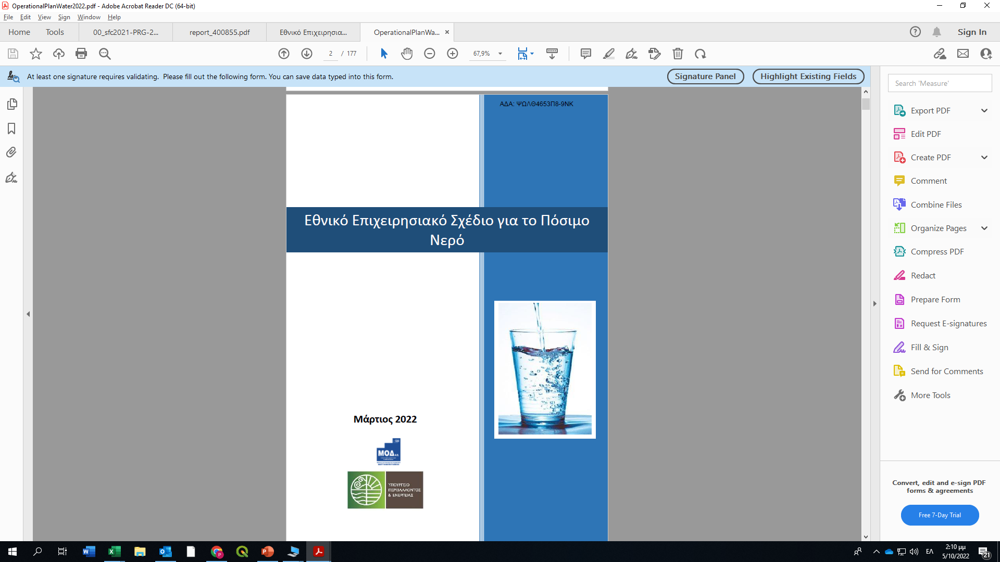 OperationalPlanWater2022.pdf - Adobe Acrobat Reader DC (64-bit)
File Edit View Sign Window Help
Home Tools 00_sfc2021-PRG-2... report_400855.pdf Εθνικό Επιχειρησια... OperationalPlanWa... Sign In
2 / 177 67,9%
At least one signature requires validating. Please fill out the following form. You can save data typed into this form. Signature Panel Highlight Existing Fields
Search 'Measure'
Export PDF
Edit PDF
Create PDF
Comment
Combine Files
Organize Pages
Compress PDF
Redact
Prepare Form
Request E-signatures
Fill & Sign
Send for Comments
More Tools
Convert, edit and e-sign PDF
forms & agreements
Free 7-Day Trial
ΑΔΑ: ΨΩΛΘ4653Π8-9ΝΚ
Εθνικό Επιχειρησιακό Σχέδιο για το Πόσιμο
Νερό
Μάρτιος 2022
ΜΟΔ Α.Ε.
ΥΠΟΥΡΓΕΙΟ
ΠΕΡΙΒΑΛΛΟΝΤΟΣ
& ΕΝΕΡΓΕΙΑΣ
ΕΛ
2:10 μμ
5/10/2022
21